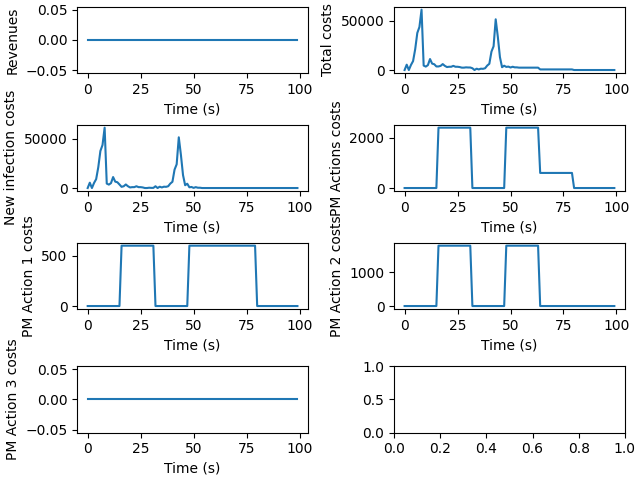 Revenues
0.05
0.00
−0.05
0 25 50 75 100
Time (s)
Total costs
50000
0
0 25 50 75 100
Time (s)
New infection costs
50000
0
0 25 50 75 100
Time (s)
PM Actions costs
2000
0
0 25 50 75 100
Time (s)
PM Action 1 costs
500
0
0 25 50 75 100
Time (s)
PM Action 2 costs
1000
0
0 25 50 75 100
Time (s)
PM Action 3 costs
0.05
0.00
−0.05
0 25 50 75 100
Time (s)
1.0
0.5
0.0
0.0 0.2 0.4 0.6 0.8 1.0